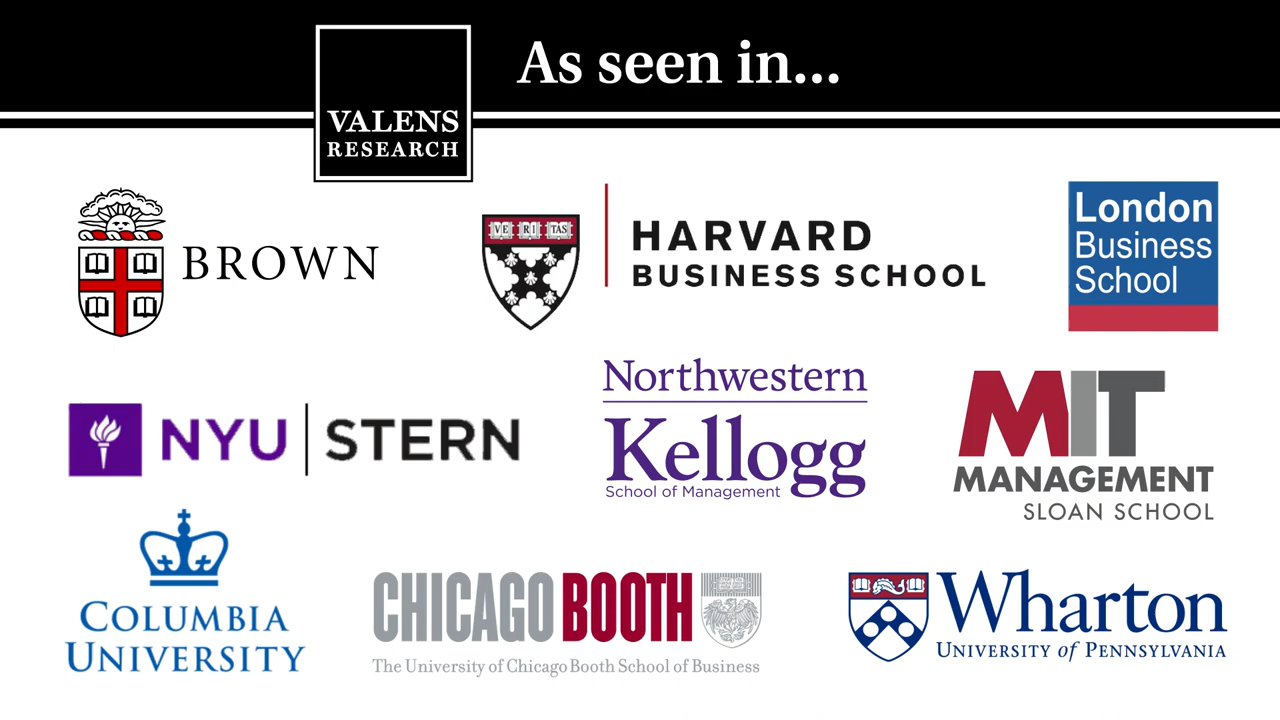 As seen in...
VALENS
RESEARCH
BROWN
VE RI TAS
HARVARD
BUSINESS SCHOOL
London
Business
School
NYU STERN
Northwestern
Kellogg
School of Management
MIT
MANAGEMENT
SLOAN SCHOOL
COLUMBIA
UNIVERSITY
CHICAGO BOOTH
The University of Chicago Booth School of Business
Wharton
UNIVERSITY of PENNSYLVANIA